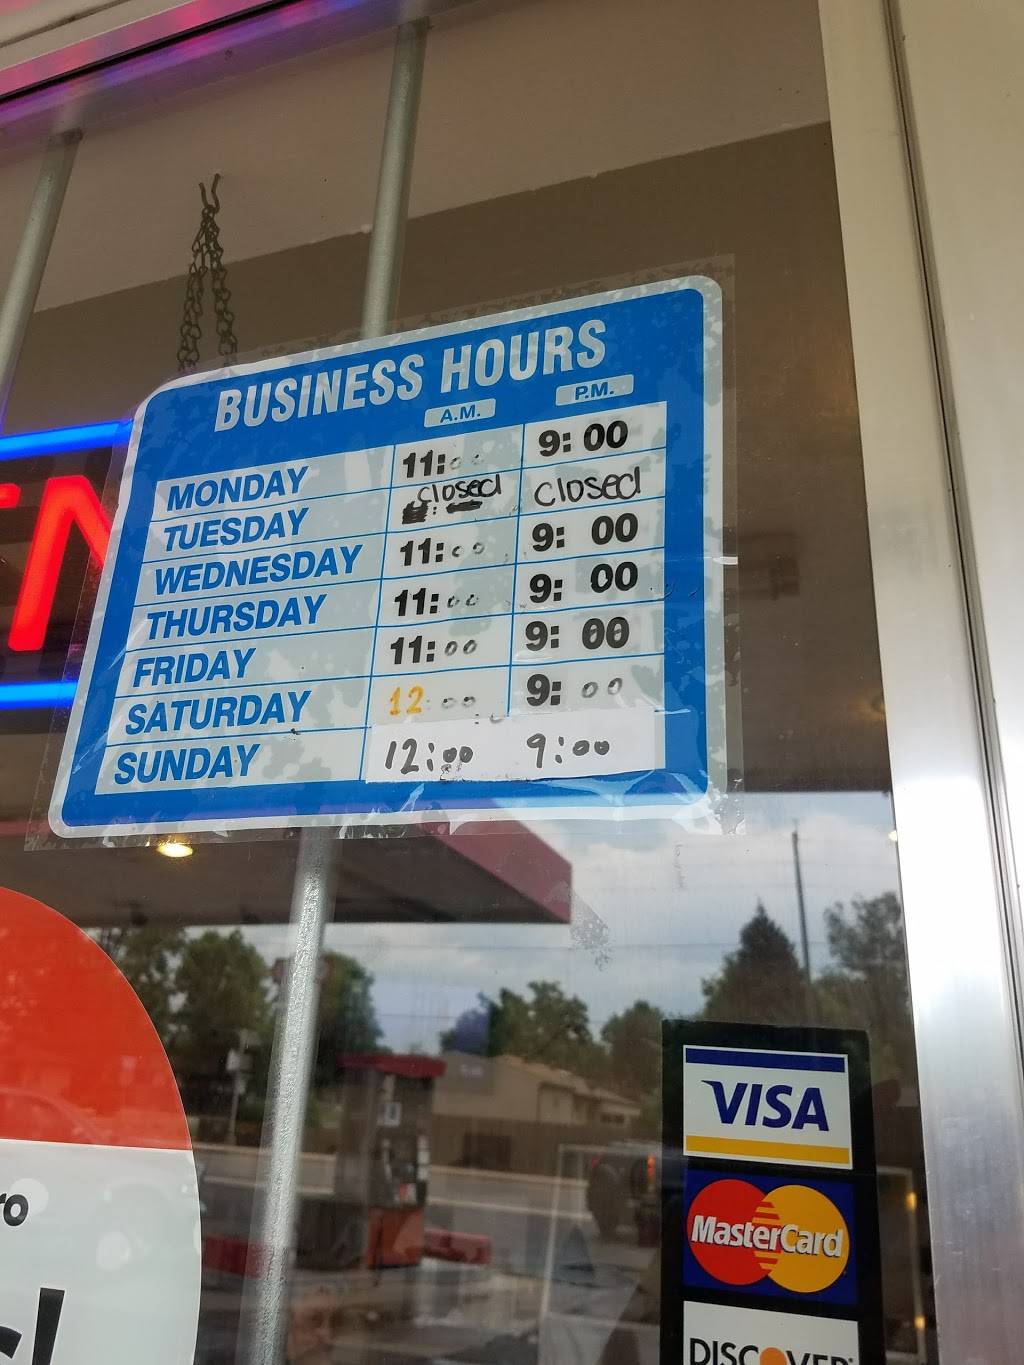 BUSINESS HOURS
A.M. P.M.
MONDAY 11:00 9:00
TUESDAY closed closed
WEDNESDAY 11:00 9:00
THURSDAY 11:00 9:00
FRIDAY 11:00 9:00
SATURDAY 12:00 9:00
SUNDAY 12:00 9:00
VISA
MasterCard
DISCOVER